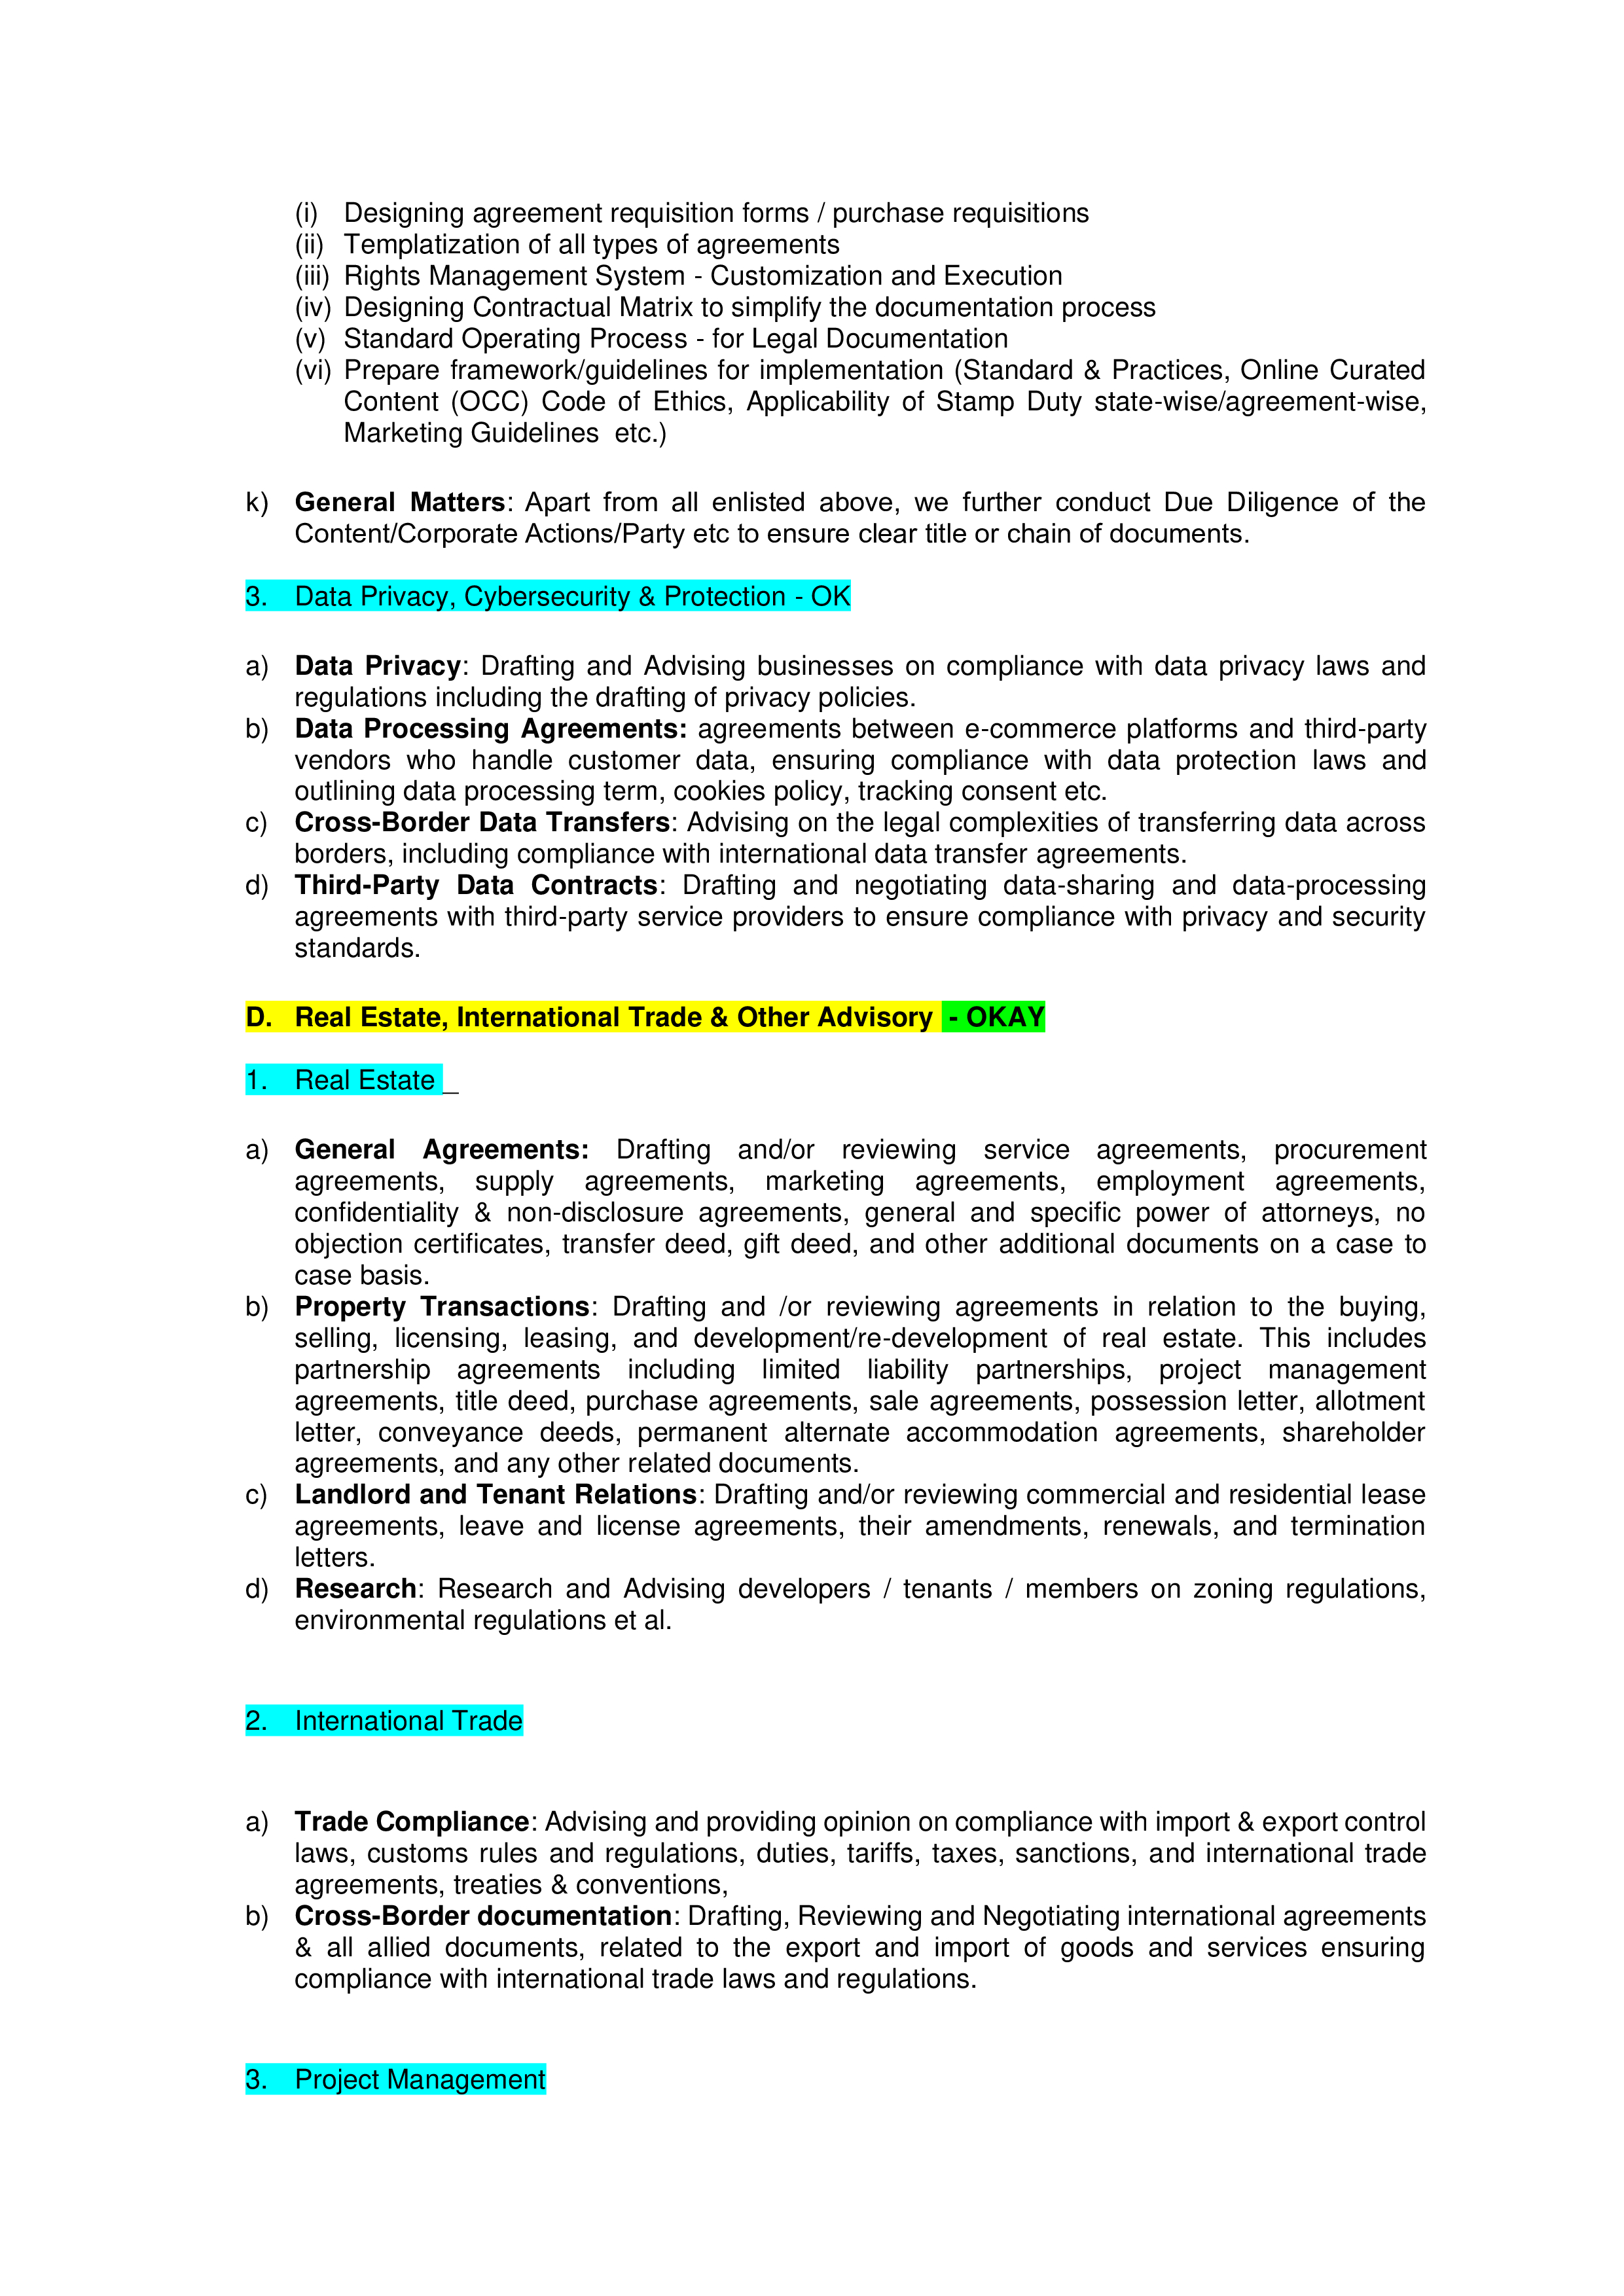 (i) Designing agreement requisition forms / purchase requisitions
(ii) Templatization of all types of agreements
(iii) Rights Management System - Customization and Execution
(iv) Designing Contractual Matrix to simplify the documentation process
(v) Standard Operating Process - for Legal Documentation
(vi) Prepare framework/guidelines for implementation (Standard & Practices, Online Curated
Content (OCC) Code of Ethics, Applicability of Stamp Duty state-wise/agreement-wise,
Marketing Guidelines  etc.)
k) General Matters: Apart from all enlisted above, we further conduct Due Diligence of the
Content/Corporate Actions/Party etc to ensure clear title or chain of documents.
3. Data Privacy, Cybersecurity & Protection - OK
a) Data Privacy: Drafting and Advising businesses on compliance with data privacy laws and
regulations including the drafting of privacy policies.
b) Data Processing Agreements: agreements between e-commerce platforms and third-party
vendors who handle customer data, ensuring compliance with data protection laws and
outlining data processing term, cookies policy, tracking consent etc.
c) Cross-Border Data Transfers: Advising on the legal complexities of transferring data across
borders, including compliance with international data transfer agreements.
d) Third-Party Data Contracts: Drafting and negotiating data-sharing and data-processing
agreements with third-party service providers to ensure compliance with privacy and security
standards.
D. Real Estate, International Trade & Other Advisory  - OKAY
1. Real Estate _
a) General Agreements: Drafting and/or reviewing service agreements, procurement
agreements, supply agreements, marketing agreements, employment agreements,
confidentiality & non-disclosure agreements, general and specific power of attorneys, no
objection certificates, transfer deed, gift deed, and other additional documents on a case to
case basis.
b) Property Transactions: Drafting and /or reviewing agreements in relation to the buying,
selling, licensing, leasing, and development/re-development of real estate. This includes
partnership agreements including limited liability partnerships, project management
agreements, title deed, purchase agreements, sale agreements, possession letter, allotment
letter, conveyance deeds, permanent alternate accommodation agreements, shareholder
agreements, and any other related documents.
c) Landlord and Tenant Relations: Drafting and/or reviewing commercial and residential lease
agreements, leave and license agreements, their amendments, renewals, and termination
letters.
d) Research: Research and Advising developers / tenants / members on zoning regulations,
environmental regulations et al.
2. International Trade
a) Trade Compliance: Advising and providing opinion on compliance with import & export control
laws, customs rules and regulations, duties, tariffs, taxes, sanctions, and international trade
agreements, treaties & conventions,
b) Cross-Border documentation: Drafting, Reviewing and Negotiating international agreements
& all allied documents, related to the export and import of goods and services ensuring
compliance with international trade laws and regulations.
3. Project Management